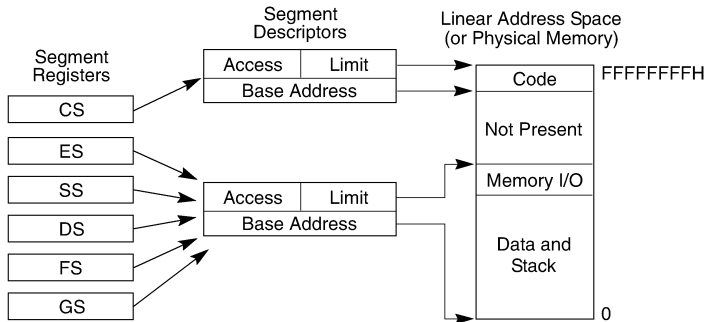 Segment
Registers
CS
ES
SS
DS
FS
GS
Segment
Descriptors
Access
Limit
Base Address
Access
Limit
Base Address
Linear Address Space
(or Physical Memory)
Code
FFFFFFFFH
Not Present
Memory I/O
Data and
Stack
0